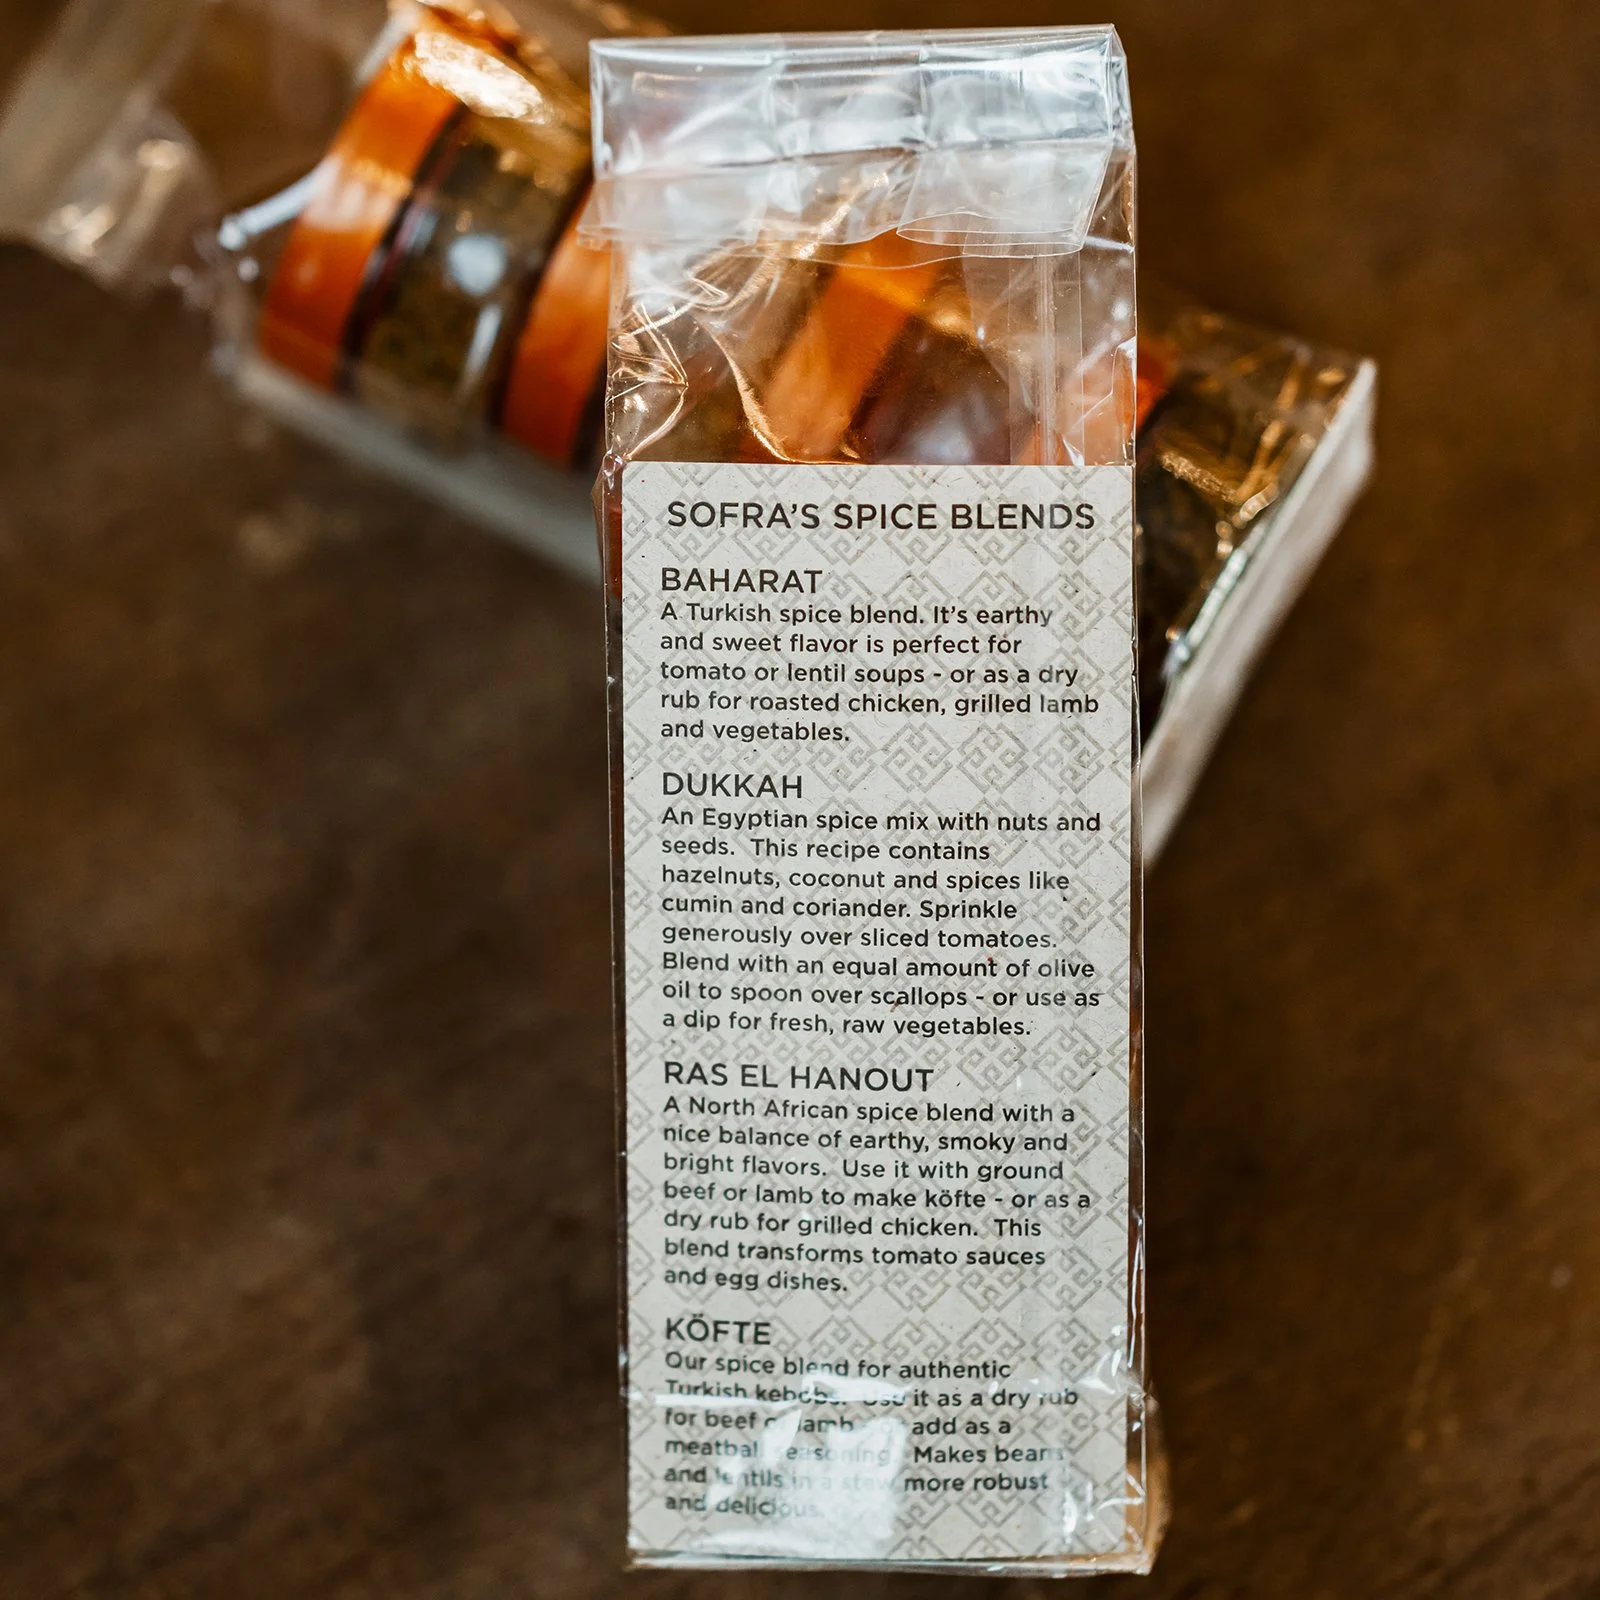 SOFRA'S SPICE BLENDS
BAHARAT
A Turkish spice blend. It's earthy
and sweet flavor is perfect for
tomato or lentil soups - or as a dry
rub for roasted chicken, grilled lamb
and vegetables.
DUKKAH
An Egyptian spice mix with nuts and
seeds. This recipe contains
hazelnuts, coconut and spices like
cumin and coriander. Sprinkle
generously over sliced tomatoes.
Blend with an equal amount of olive
oil to spoon over scallops - or use as
a dip for fresh, raw vegetables.
RAS EL HANOUT
A North African spice blend with a
nice balance of earthy, smoky and
bright flavors. Use it with ground
beef or lamb to make köfte - or as a
dry rub for grilled chicken. This
blend transforms tomato sauces
and egg dishes.
KÖFTE
Our spice blend for authentic
Turkish kebobs. Use it as a dry rub
for beef or lamb add as a
meatball seasoning. Makes beans
and lentils in a stew more robust
and delicious.